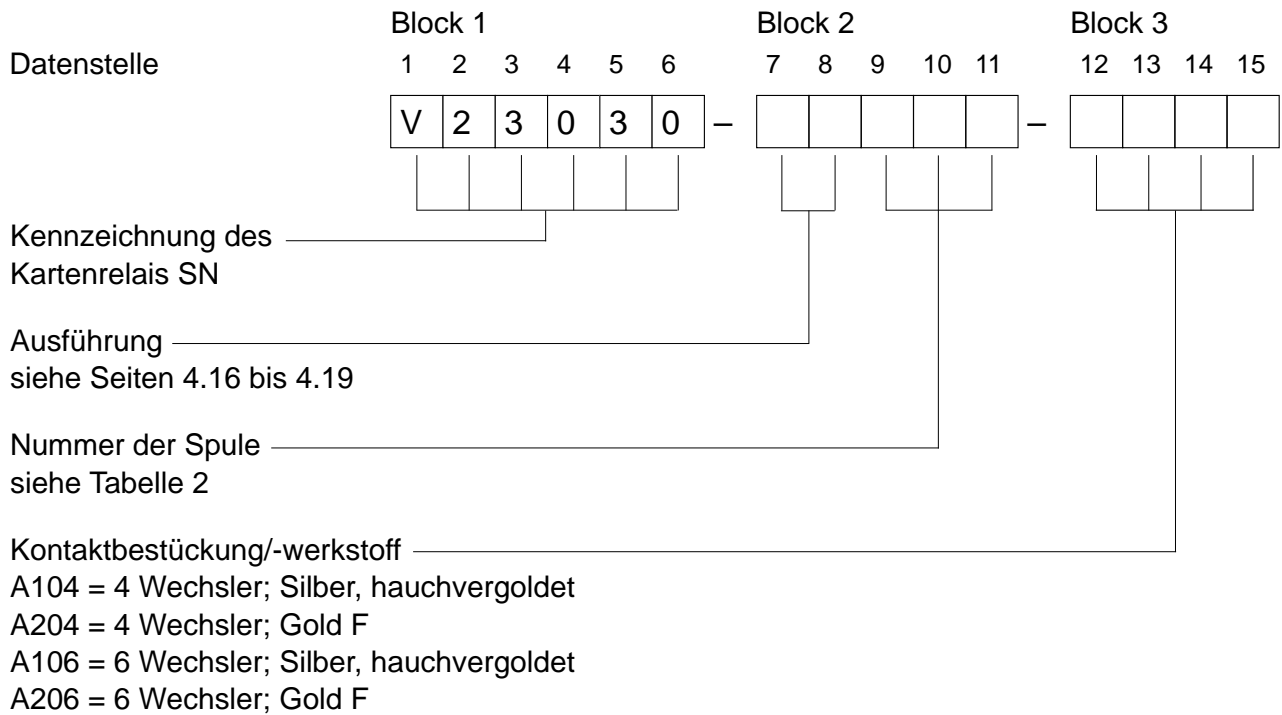 Block 1 Block 2 Block 3
Datenstelle 1 2 3 4 5 6 7 8 9 10 11 12 13 14 15
V 2 3 0 3 0 – –
Kennzeichnung des
Kartenrelais SN
Ausführung
siehe Seiten 4.16 bis 4.19
Nummer der Spule
siehe Tabelle 2
Kontaktbestückung/-werkstoff
A104 = 4 Wechsler; Silber, hauchvergoldet
A204 = 4 Wechsler; Gold F
A106 = 6 Wechsler; Silber, hauchvergoldet
A206 = 6 Wechsler; Gold F